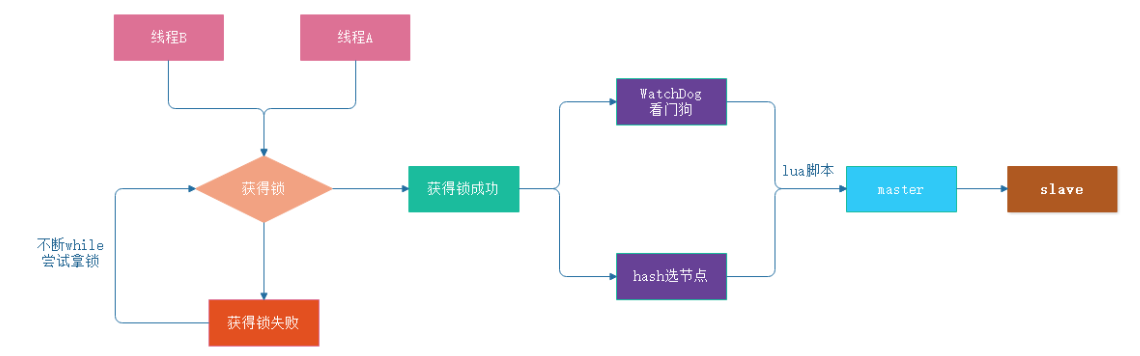 线程B
线程A
WatchDog
看门狗
lua脚本
获得锁
获得锁成功
master
slave
不断while
尝试拿锁
hash选节点
获得锁失败